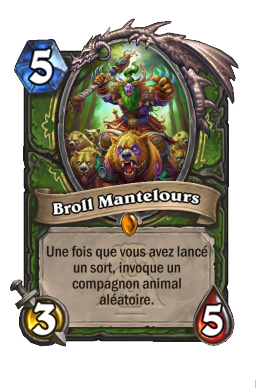 5
Broll Mantelours
Une fois que vous avez lancé
un sort, invoque un
compagnon animal
aléatoire.
3
5